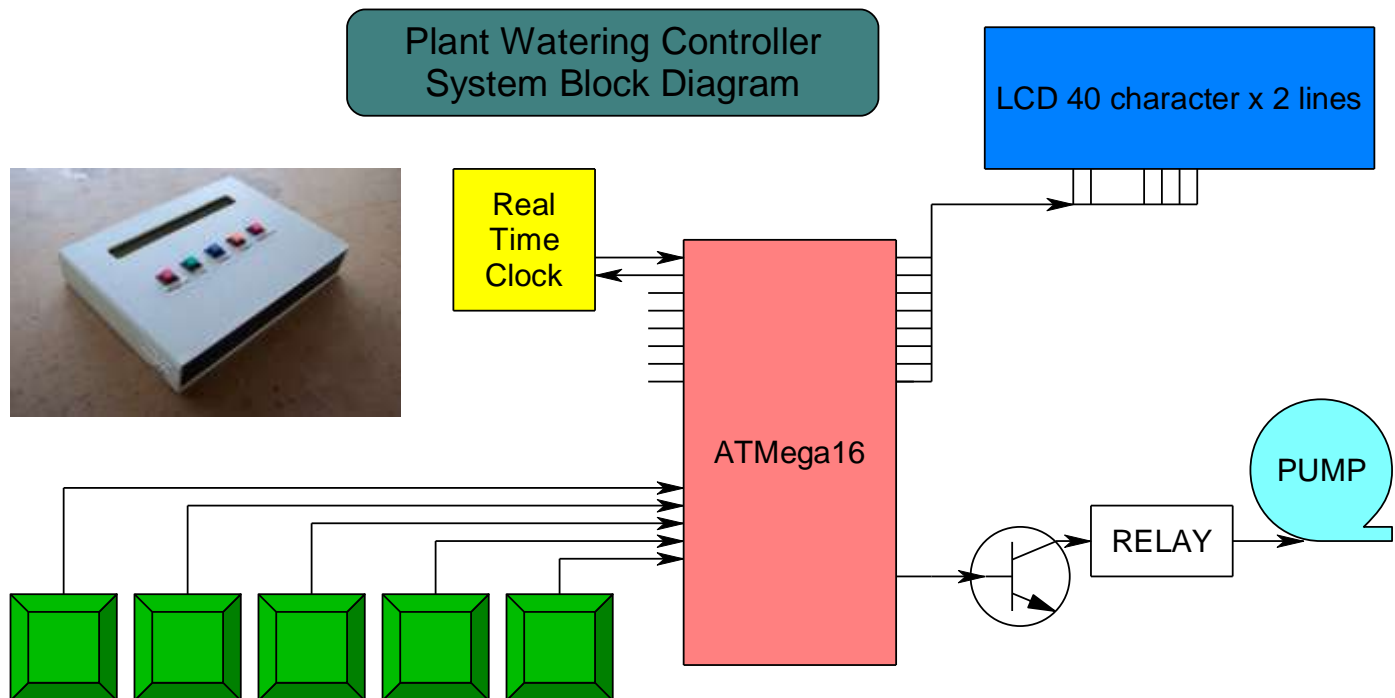 Plant Watering Controller
System Block Diagram
LCD 40 character x 2 lines
Real
Time
Clock
ATMega16
PUMP
RELAY